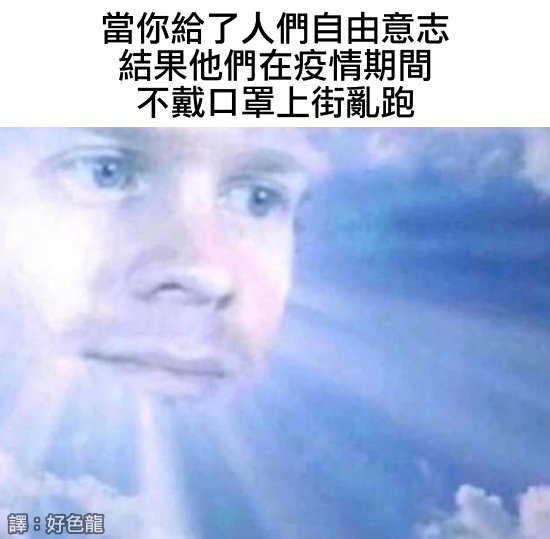 當你給了人們自由意志
結果他們在疫情期間
不戴口罩上街亂跑
譯：好色龍